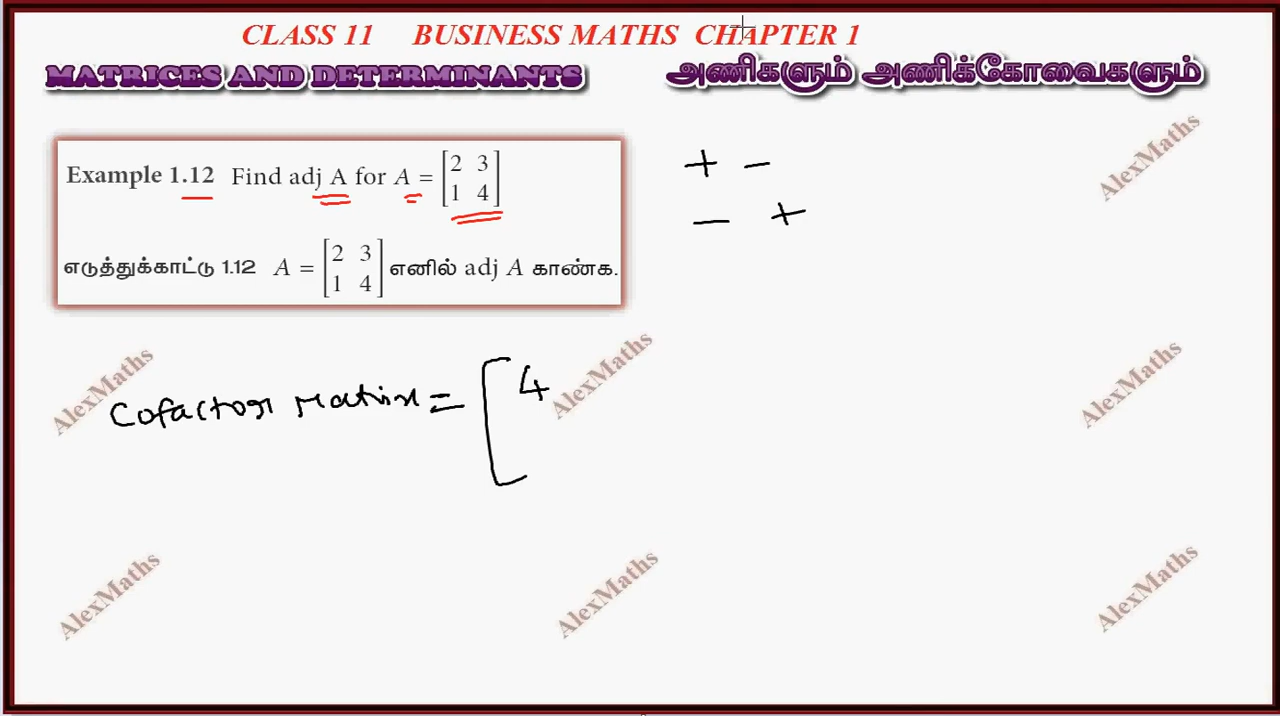 CLASS 11 BUSINESS MATHS CHAPTER 1
MATRICES AND DETERMINANTS
அணிகளும் அணிக்கோவைகளும்
Example 1.12 Find adj A for A = [2 3
1 4]
எடுத்துக்காட்டு 1.12 A = [2 3
1 4] எனில் adj A காண்க.
+ −
− +
Cofactor Matrix = [ 4
AlexMaths
AlexMaths
AlexMaths
AlexMaths
AlexMaths
AlexMaths
AlexMaths